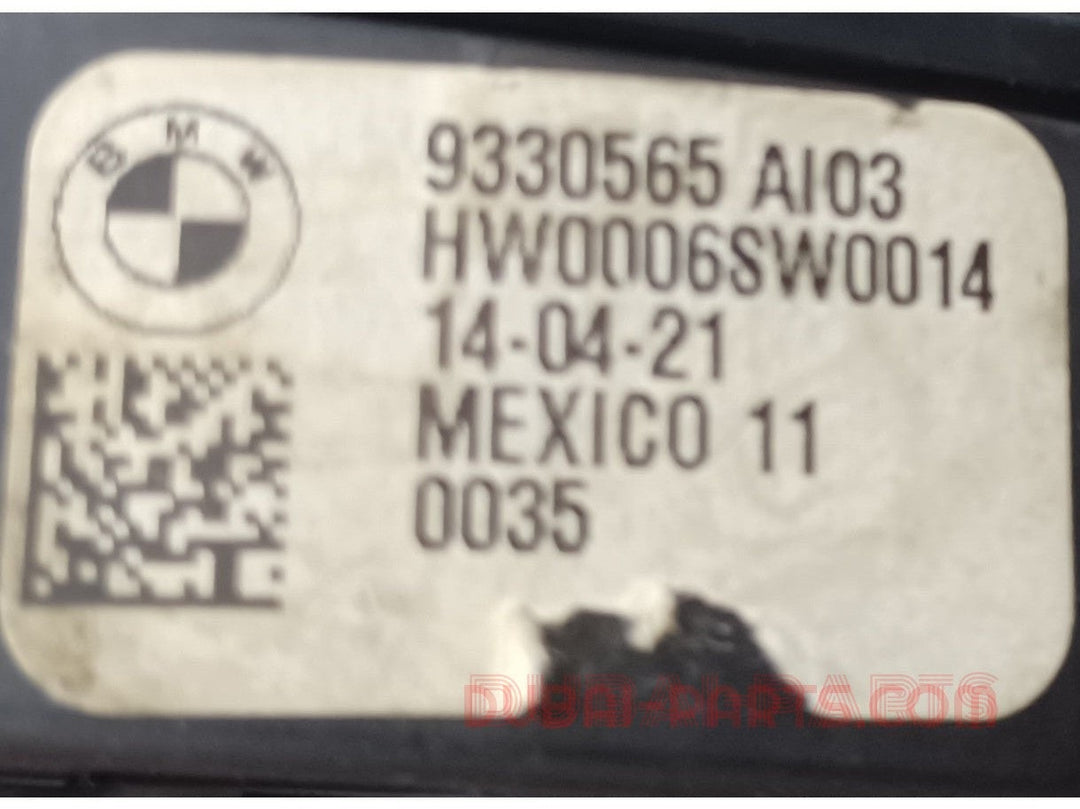 BMW
9330565 AI03
HW0006SW0014
14-04-21
MEXICO 11
0035
DUBAI-PARTS.COM